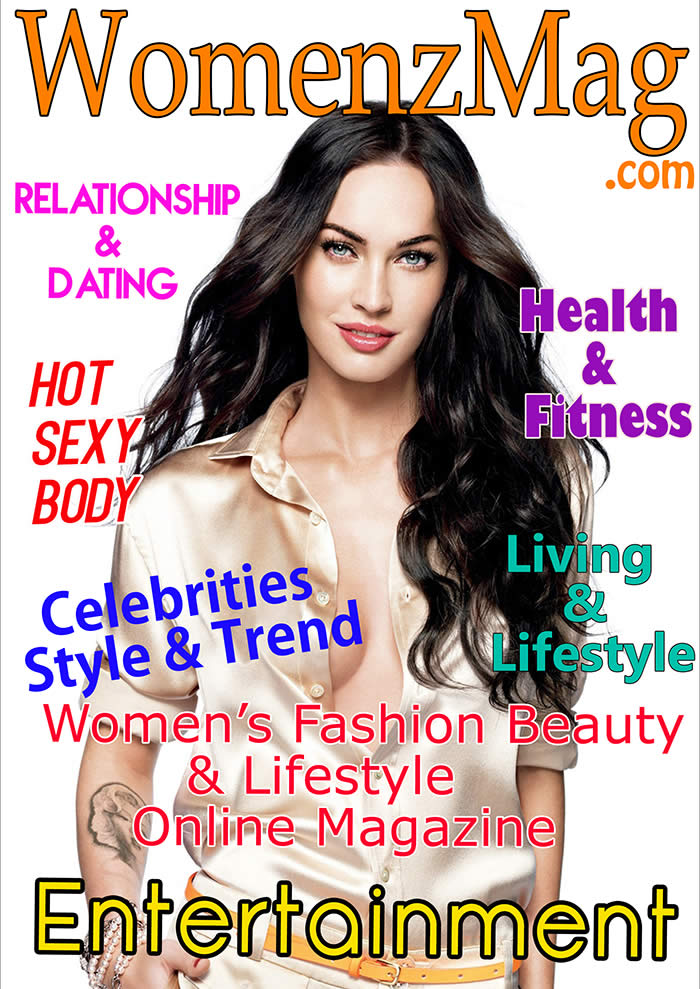 WomenzMag
.com
RELATIONSHIP
&
DATING
Health
&
Fitness
HOT
SEXY
BODY
Living
&
Lifestyle
Celebrities
Style & Trend
Women's Fashion Beauty
& Lifestyle
Online Magazine
Entertainment